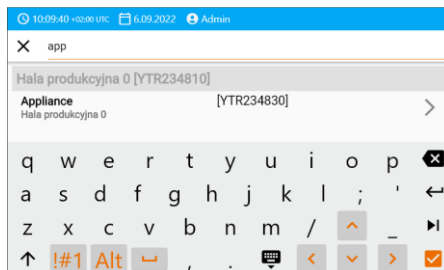 10:09:40 +02:00 UTC 6.09.2022 Admin
app
Hala produkcyjna 0 [YTR234810]
Appliance [YTR234830]
Hala produkcyjna 0
q w e r t y u i o p
a s d f g h j k l ; '
z x c v b n m / _
!#1 Alt , .